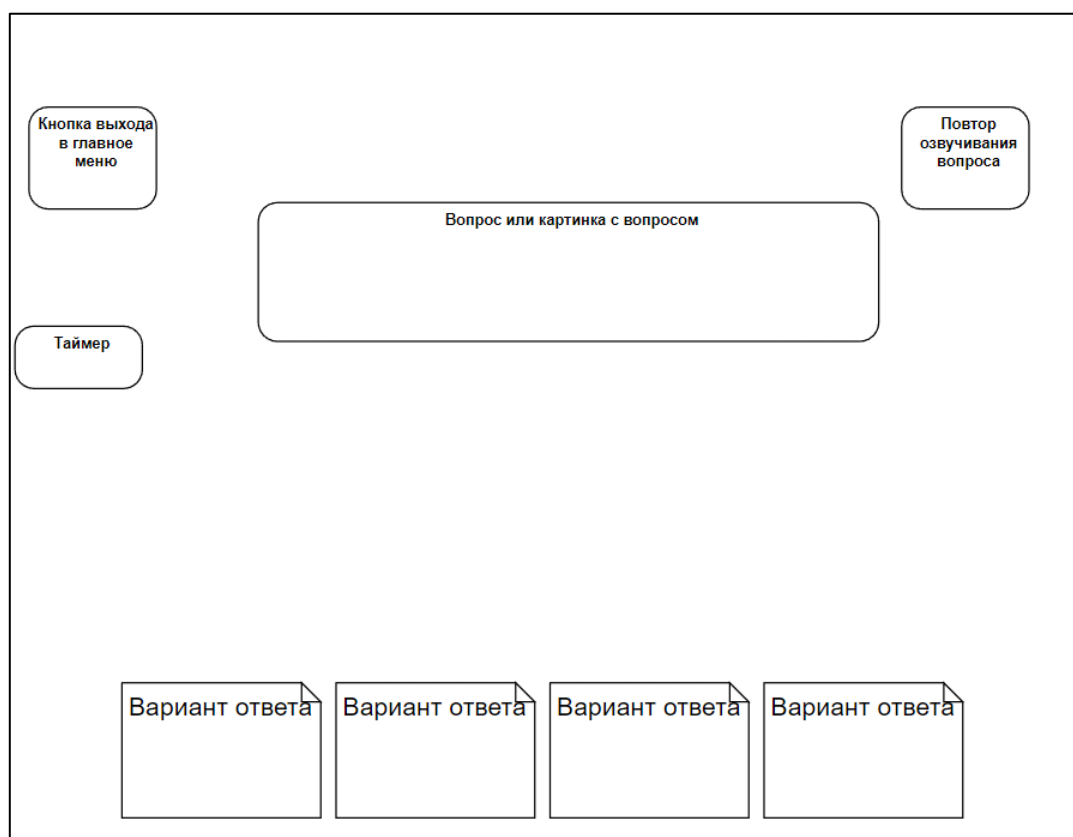 Кнопка выхода
в главное
меню
Повтор
озвучивания
вопроса
Вопрос или картинка с вопросом
Таймер
Вариант ответа
Вариант ответа
Вариант ответа
Вариант ответа